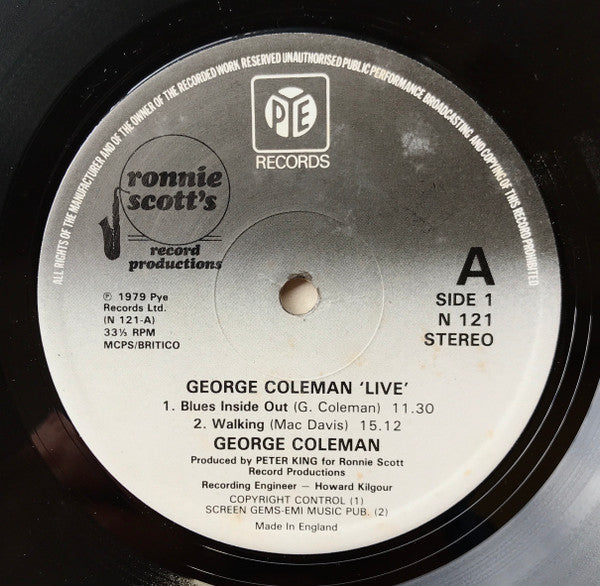 ALL RIGHTS OF THE MANUFACTURER AND OF THE OWNER OF THE RECORDED WORK RESERVED UNAUTHORISED PUBLIC PERFORMANCE BROADCASTING AND COPYING OF THIS RECORD PROHIBITED
PYE
RECORDS
ronnie
scott's
record
productions
℗ 1979 Pye
Records Ltd.
(N 121-A)
33⅓ RPM
MCPS/BRITICO
A
SIDE 1
N 121
STEREO
GEORGE COLEMAN 'LIVE'
1. Blues Inside Out (G. Coleman) 11.30
2. Walking (Mac Davis) 15.12
GEORGE COLEMAN
Produced by PETER KING for Ronnie Scott
Record Productions
Recording Engineer – Howard Kilgour
COPYRIGHT CONTROL (1)
SCREEN GEMS-EMI MUSIC PUB. (2)
Made In England